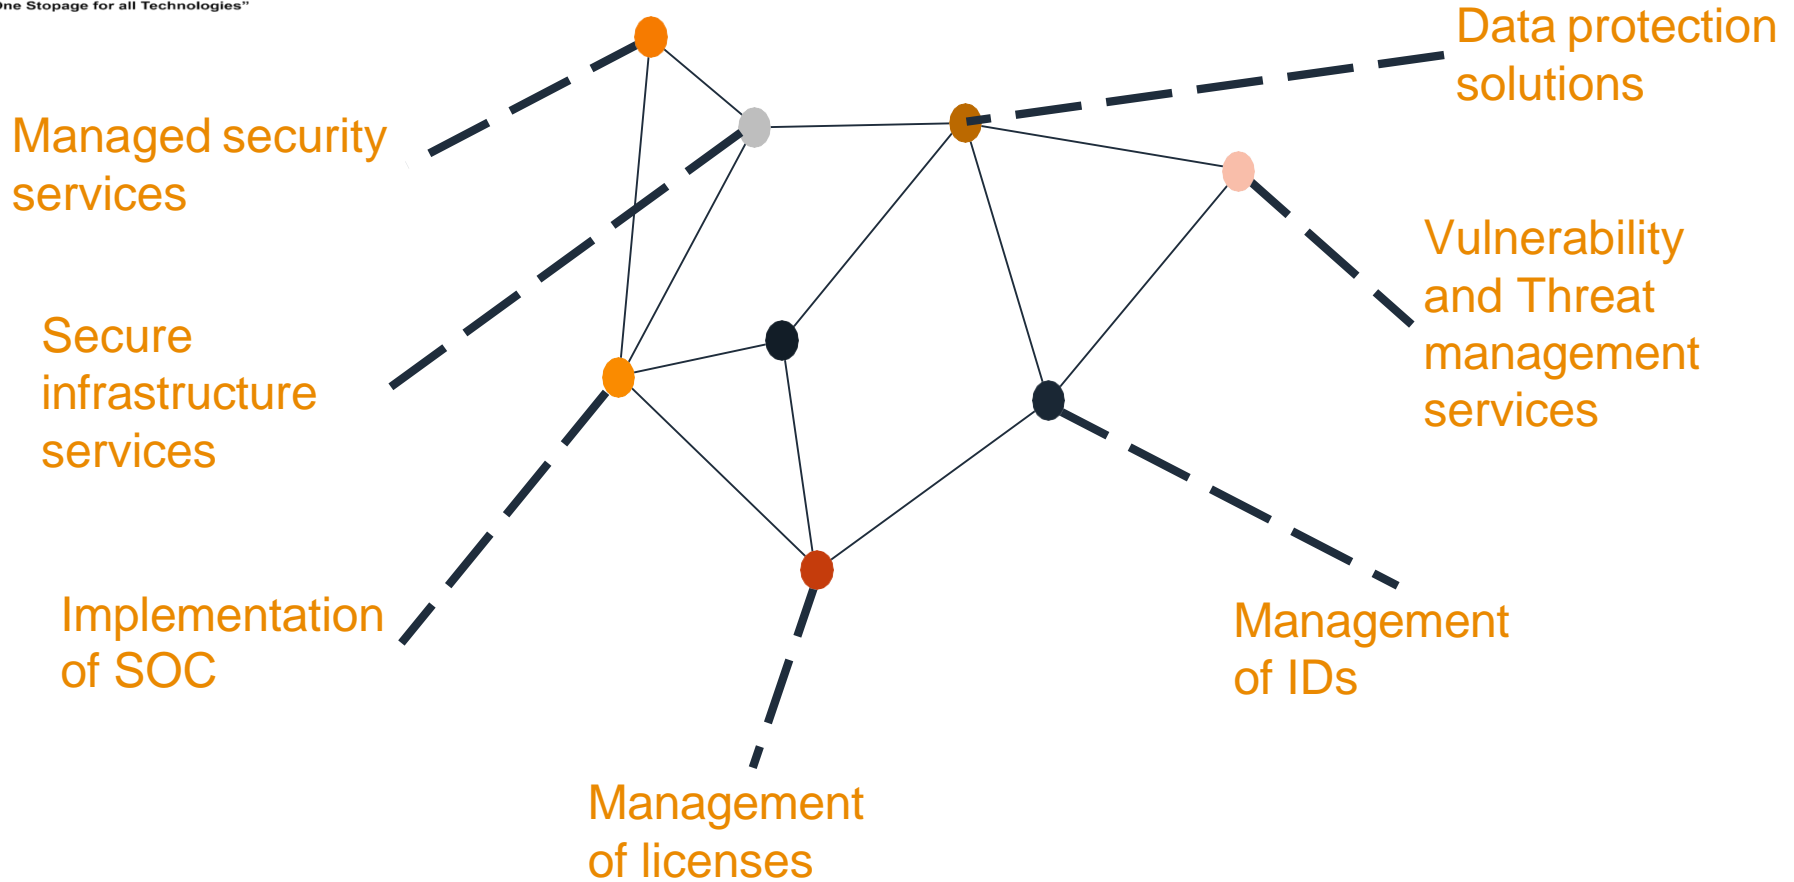 One Stopage for all Technologies”
Data protection
solutions
Managed security
services
Vulnerability
and Threat
management
services
Secure
infrastructure
services
Implementation
of SOC
Management
of IDs
Management
of licenses